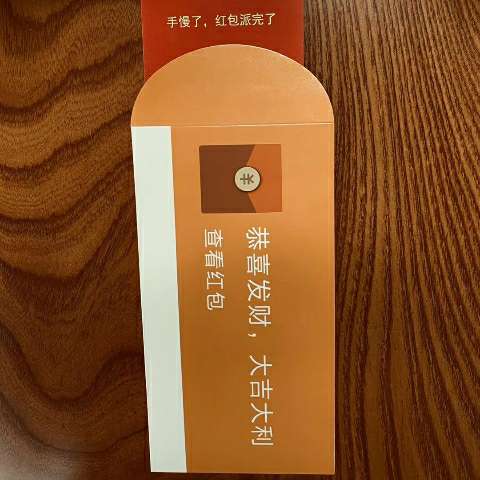 手慢了，红包派完了
恭喜发财，大吉大利
查看红包